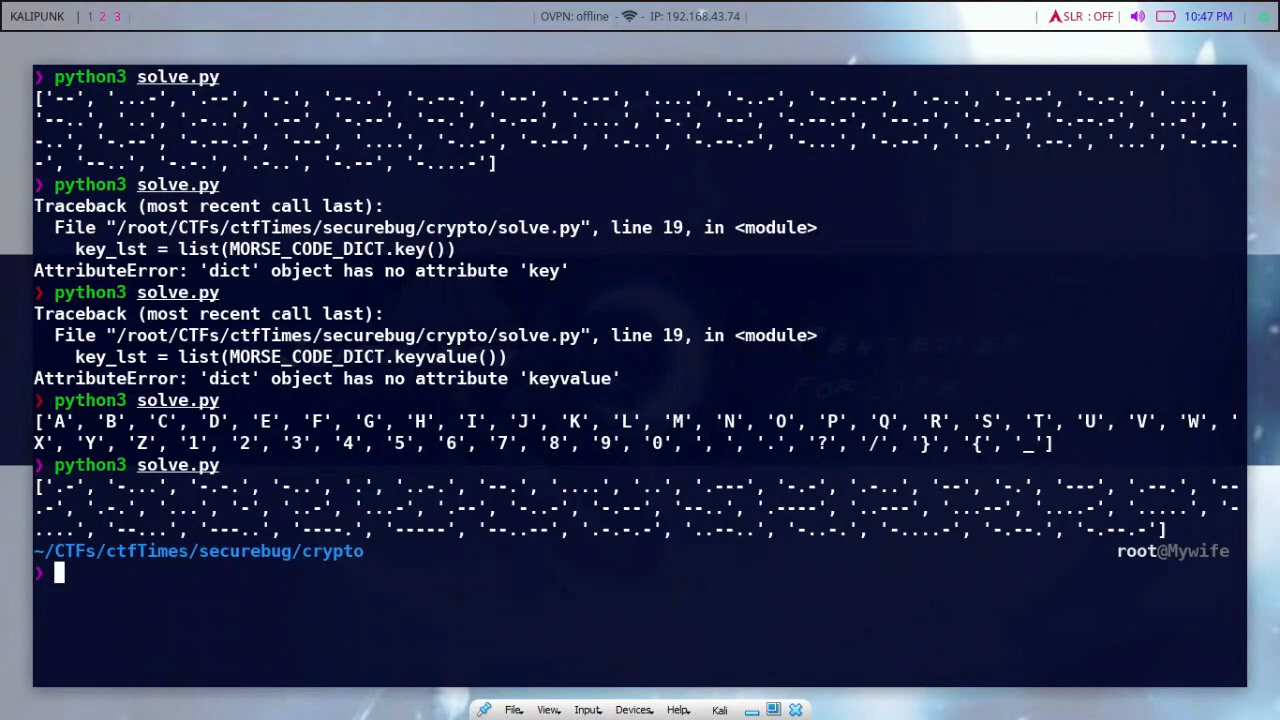 KALIPUNK | 1 2 3 | OVPN: offline - - IP: 192.168.43.74 | | SLR : OFF | 10:47 PM |
❯ python3 solve.py
['--', '...-', '.--', '-.', '--..', '-.--.', '--', '-.--', '....', '-..-', '-.--.-', '.-..', '-.--', '-.-.', '....',
❯ python3 solve.py
Traceback (most recent call last):
File "/root/CTFs/ctfTimes/securebug/crypto/solve.py", line 19, in <module>
key_lst = list(MORSE_CODE_DICT.key())
AttributeError: 'dict' object has no attribute 'key'
❯ python3 solve.py
Traceback (most recent call last):
File "/root/CTFs/ctfTimes/securebug/crypto/solve.py", line 19, in <module>
key_lst = list(MORSE_CODE_DICT.keyvalue())
AttributeError: 'dict' object has no attribute 'keyvalue'
❯ python3 solve.py
['A', 'B', 'C', 'D', 'E', 'F', 'G', 'H', 'I', 'J', 'K', 'L', 'M', 'N', 'O', 'P', 'Q', 'R', 'S', 'T', 'U', 'V', 'W', '
X', 'Y', 'Z', '1', '2', '3', '4', '5', '6', '7', '8', '9', '0', ', ', '.', '?', '/', '}', '{', '_']
❯ python3 solve.py
['.-', '-...', '-.-.', '-..', '.', '..-.', '--.', '....', '..', '.---', '-.-', '.-..', '--', '-.', '---', '.--.', '--
.-', '.-.', '...', '-', '..-', '...-', '.--', '-..-', '-.--', '--..', '.----', '..---', '...--', '....-', '.....', '-
....', '--...', '---..', '----.', '-----', '--..--', '.-.-.-', '..--..', '-..-.', '-....-', '-.--.', '-.--.-']
~/CTFs/ctfTimes/securebug/crypto root@Mywife
❯
File View Input Devices Help Kali